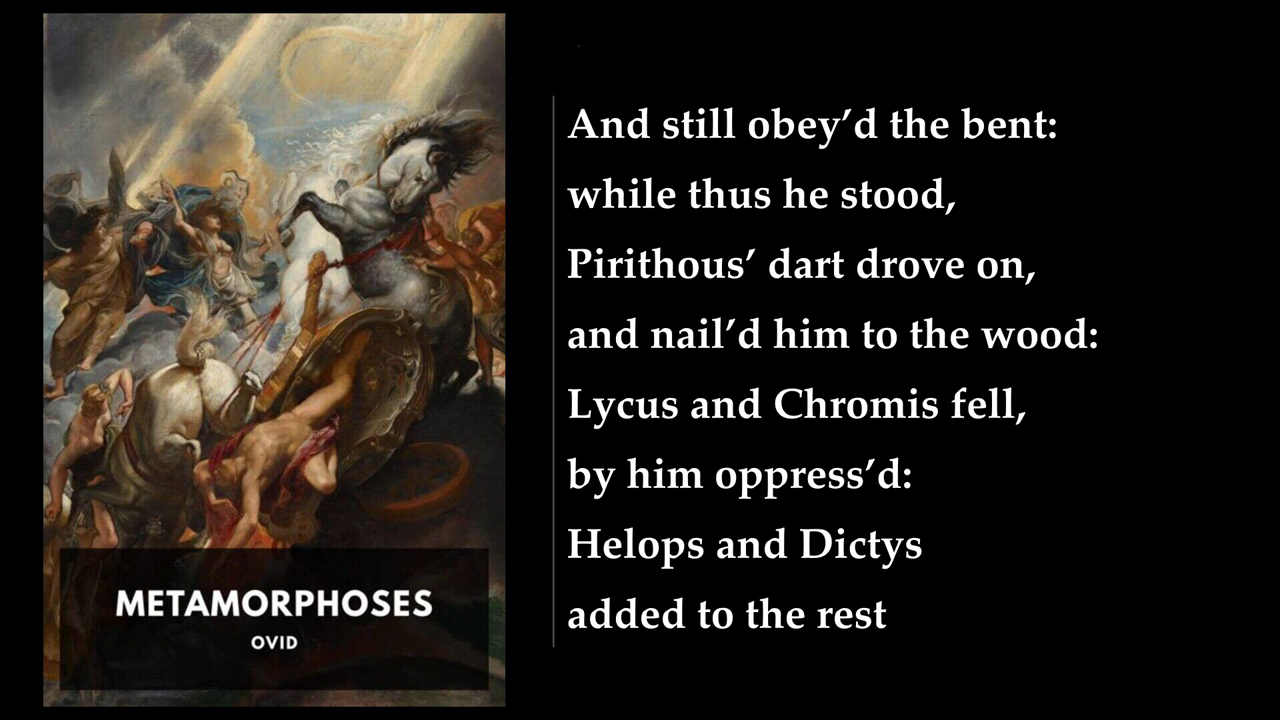 METAMORPHOSES
OVID
And still obey’d the bent:
while thus he stood,
Pirithous’ dart drove on,
and nail’d him to the wood:
Lycus and Chromis fell,
by him oppress’d:
Helops and Dictys
added to the rest